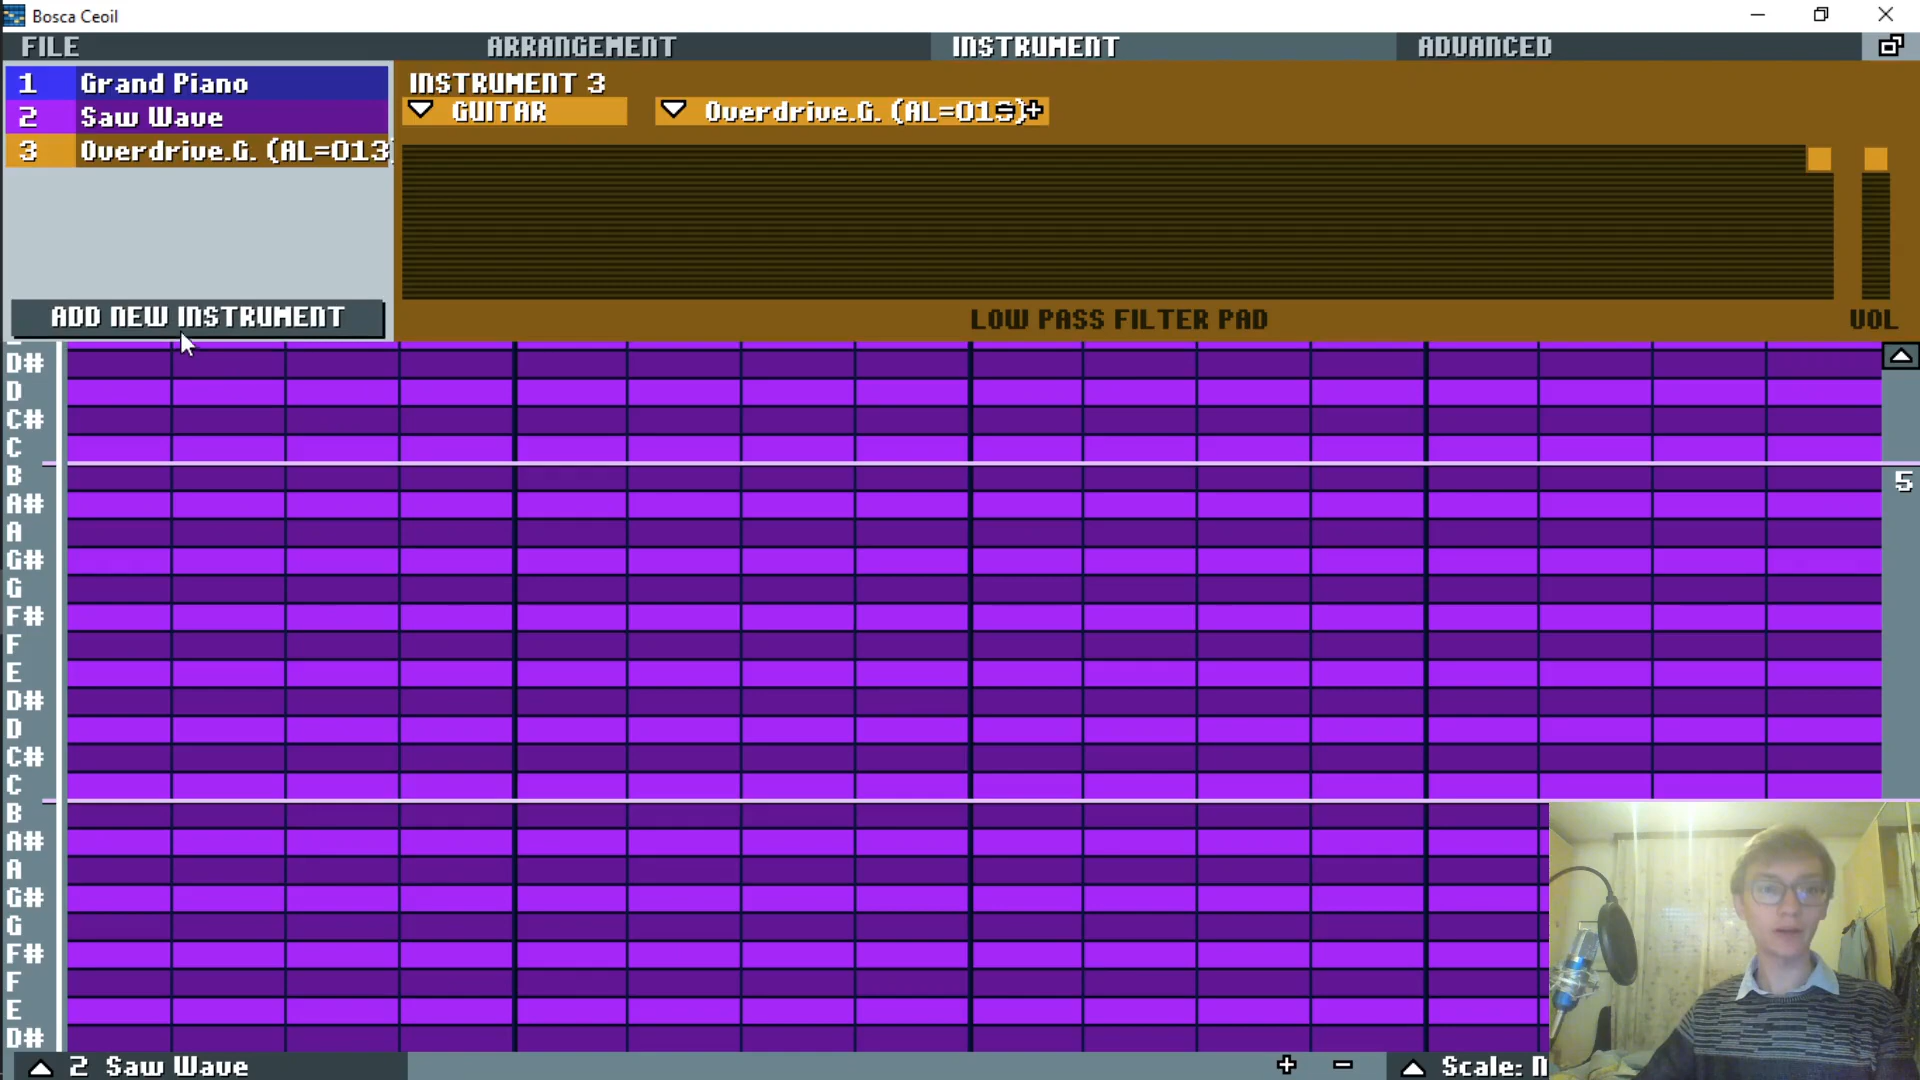 Bosca Ceoil
FILE
ARRANGEMENT
INSTRUMENT
ADVANCED
1 Grand Piano
2 Saw Wave
3 Overdrive.G. (AL=013
ADD NEW INSTRUMENT
INSTRUMENT 3
GUITAR
Overdrive.G. (AL=013)
LOW PASS FILTER PAD
VOL
D#
D
C#
C
B
A#
A
G#
G
F#
F
E
D#
D
C#
C
B
A#
A
G#
G
F#
F
E
D#
5
2 Saw Wave
+
-
Scale: N